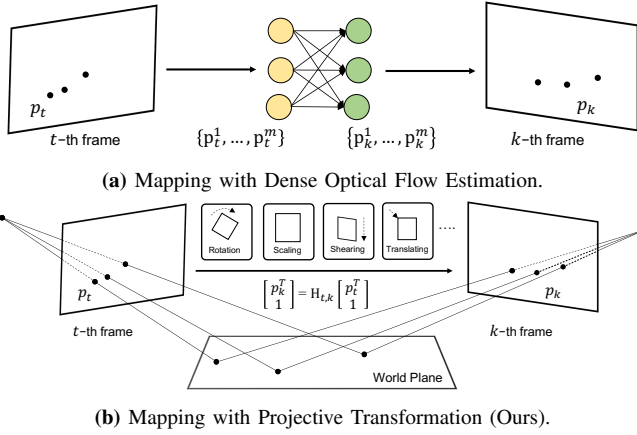 p_t
p_k
t-th frame
{p_t^1, ..., p_t^m}
{p_k^1, ..., p_k^m}
k-th frame
(a) Mapping with Dense Optical Flow Estimation.
Rotation
Scaling
Shearing
Translating
....
p_t
[p_k^T 1] = H_{t,k} [p_t^T 1]
p_k
t-th frame
k-th frame
World Plane
(b) Mapping with Projective Transformation (Ours).